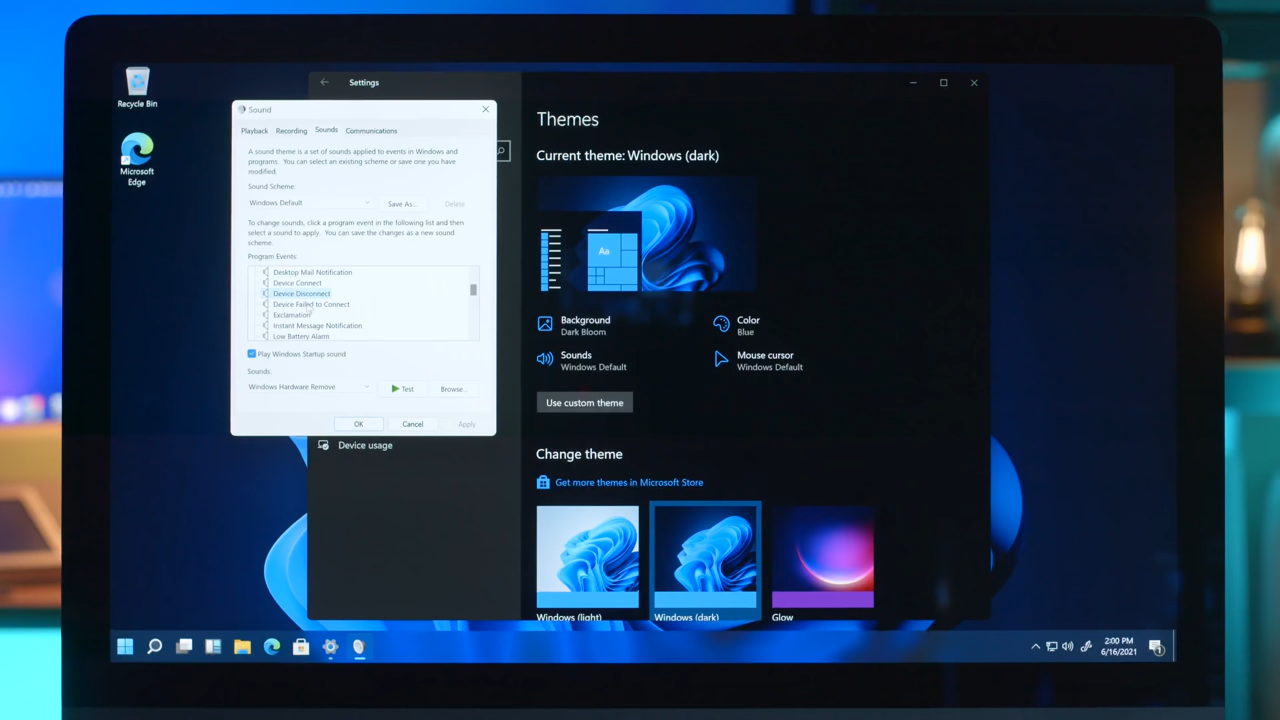 Recycle Bin
Microsoft
Edge
Settings
Sound
Playback
Recording
Sounds
Communications
A sound theme is a set of sounds applied to events in Windows and
programs. You can select an existing scheme or save one you have
modified.
Sound Scheme:
Windows Default
Save As...
Delete
To change sounds, click a program event in the following list and then
select a sound to apply. You can save the changes as a new sound
scheme.
Program Events:
Desktop Mail Notification
Device Connect
Device Disconnect
Device Failed to Connect
Exclamation
Instant Message Notification
Low Battery Alarm
Play Windows Startup sound
Sounds:
Windows Hardware Remove
Test
Browse...
OK
Cancel
Apply
Device usage
Themes
Current theme: Windows (dark)
Aa
Background
Dark Bloom
Color
Blue
Sounds
Windows Default
Mouse cursor
Windows Default
Use custom theme
Change theme
Get more themes in Microsoft Store
Windows (light)
Windows (dark)
Glow
2:00 PM
6/16/2021
1